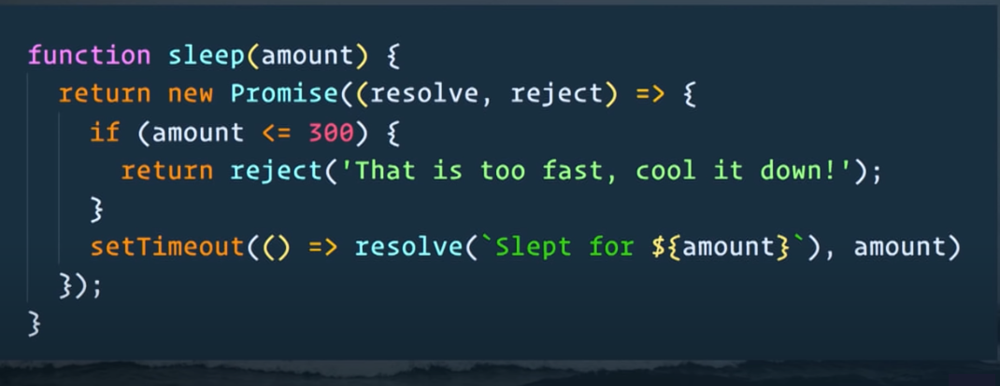 function sleep(amount) {
  return new Promise((resolve, reject) => {
    if (amount <= 300) {
      return reject('That is too fast, cool it down!');
    }
    setTimeout(() => resolve(`Slept for ${amount}`), amount)
  });
}